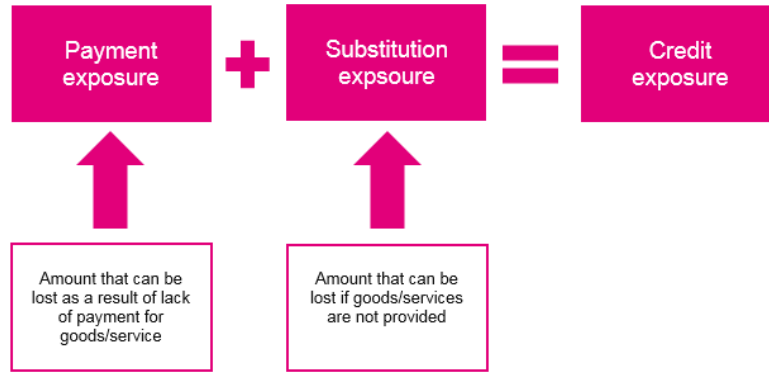 Payment
exposure
+
Substitution
expsoure
=
Credit
exposure
Amount that can be
lost as a result of lack
of payment for
goods/service
Amount that can be
lost if goods/services
are not provided